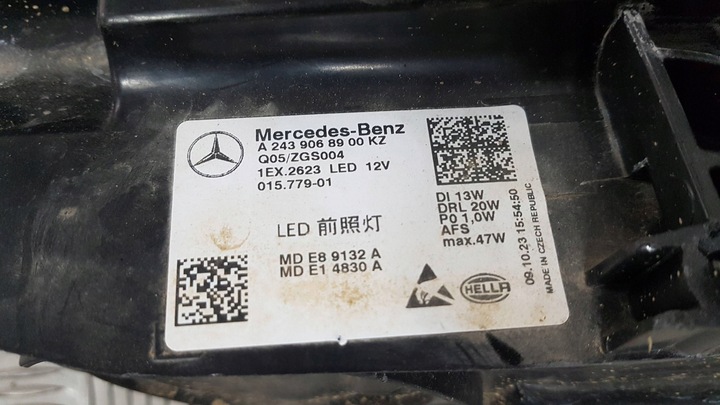 Mercedes-Benz
A 243 906 89 00 KZ
Q05/ZGS004
1EX.2623 LED 12V
015.779-01
LED 前照灯
MD E8 9132 A
MD E1 4830 A
DI 13W
DRL 20W
PO 1,0W
AFS
max.47W
HELLA
09.10.23 15:54:50
MADE IN CZECH REPUBLIC